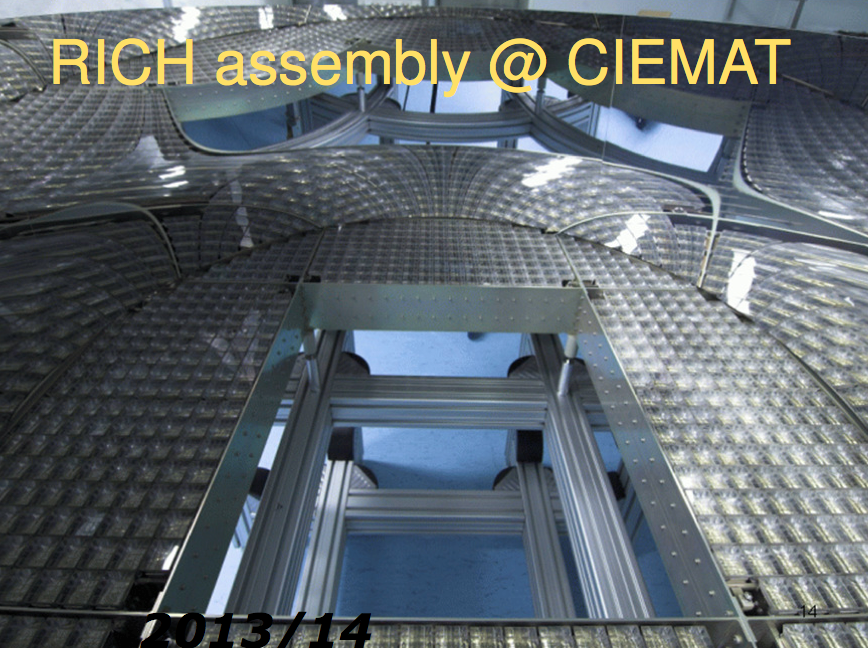 RICH assembly @ CIEMAT
-14 -
2013/14